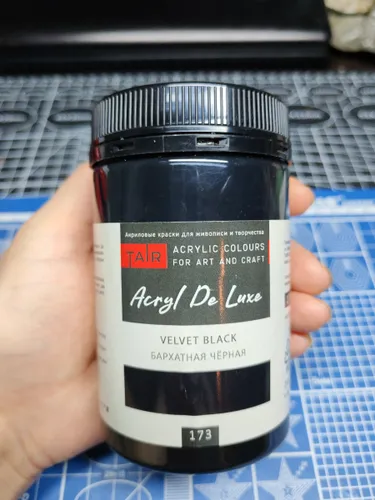 Акриловые краски для живописи и творчества
TAIR ACRYLIC COLOURS
FOR ART AND CRAFT
Acryl De Luxe
VELVET BLACK
БАРХАТНАЯ ЧЁРНАЯ
173